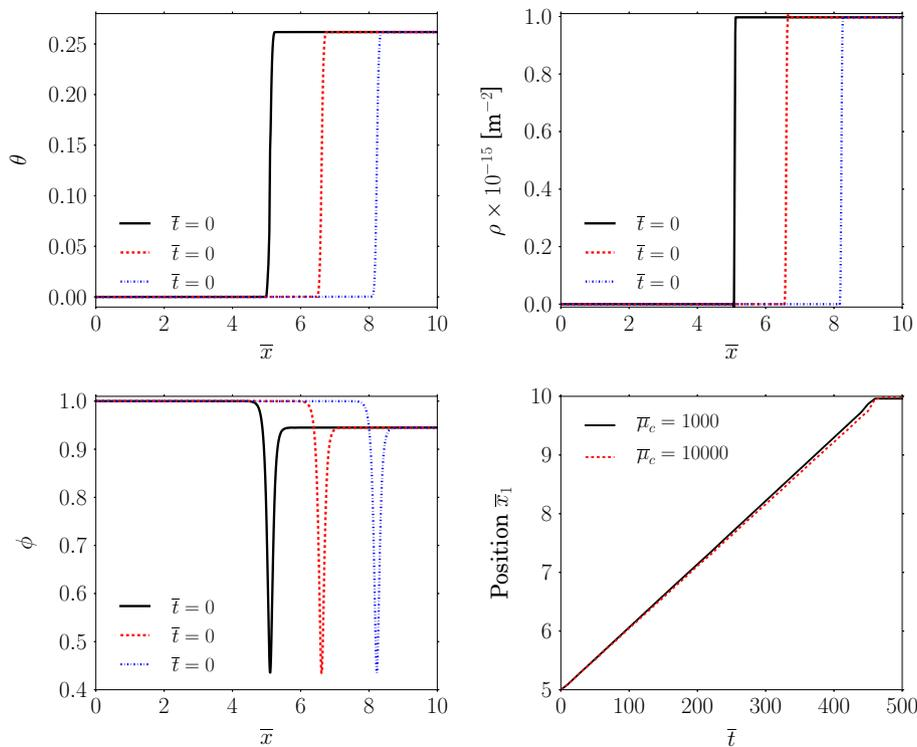 0.25
0.20
0.15
0.10
0.05
0.00
θ
t̅ = 0
t̅ = 0
t̅ = 0
0 2 4 6 8 10
x̅
1.0
0.8
0.6
0.4
0.2
0.0
ρ × 10⁻¹⁵ [m⁻²]
t̅ = 0
t̅ = 0
t̅ = 0
0 2 4 6 8 10
x̅
1.0
0.9
0.8
0.7
0.6
0.5
0.4
ϕ
t̅ = 0
t̅ = 0
t̅ = 0
0 2 4 6 8 10
x̅
10
9
8
7
6
5
Position x̅₁
μ̅_c = 1000
μ̅_c = 10000
0 100 200 300 400 500
t̅